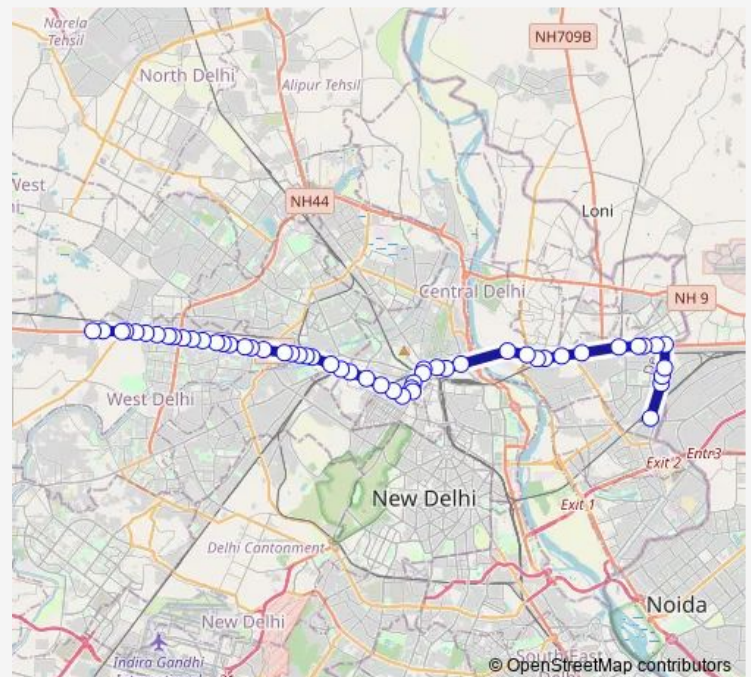 Narela
Tehsil
NH709B
North Delhi
Alipur Tehsil
West
NH44
Loni
Central Delhi
NH 9
West Delhi
Exit 2
Entr3
New Delhi
Exit 1
Delhi Cantonment
Noida
New Delhi
South East
Delhi
Indira Gandhi
© OpenStreetMap contributors